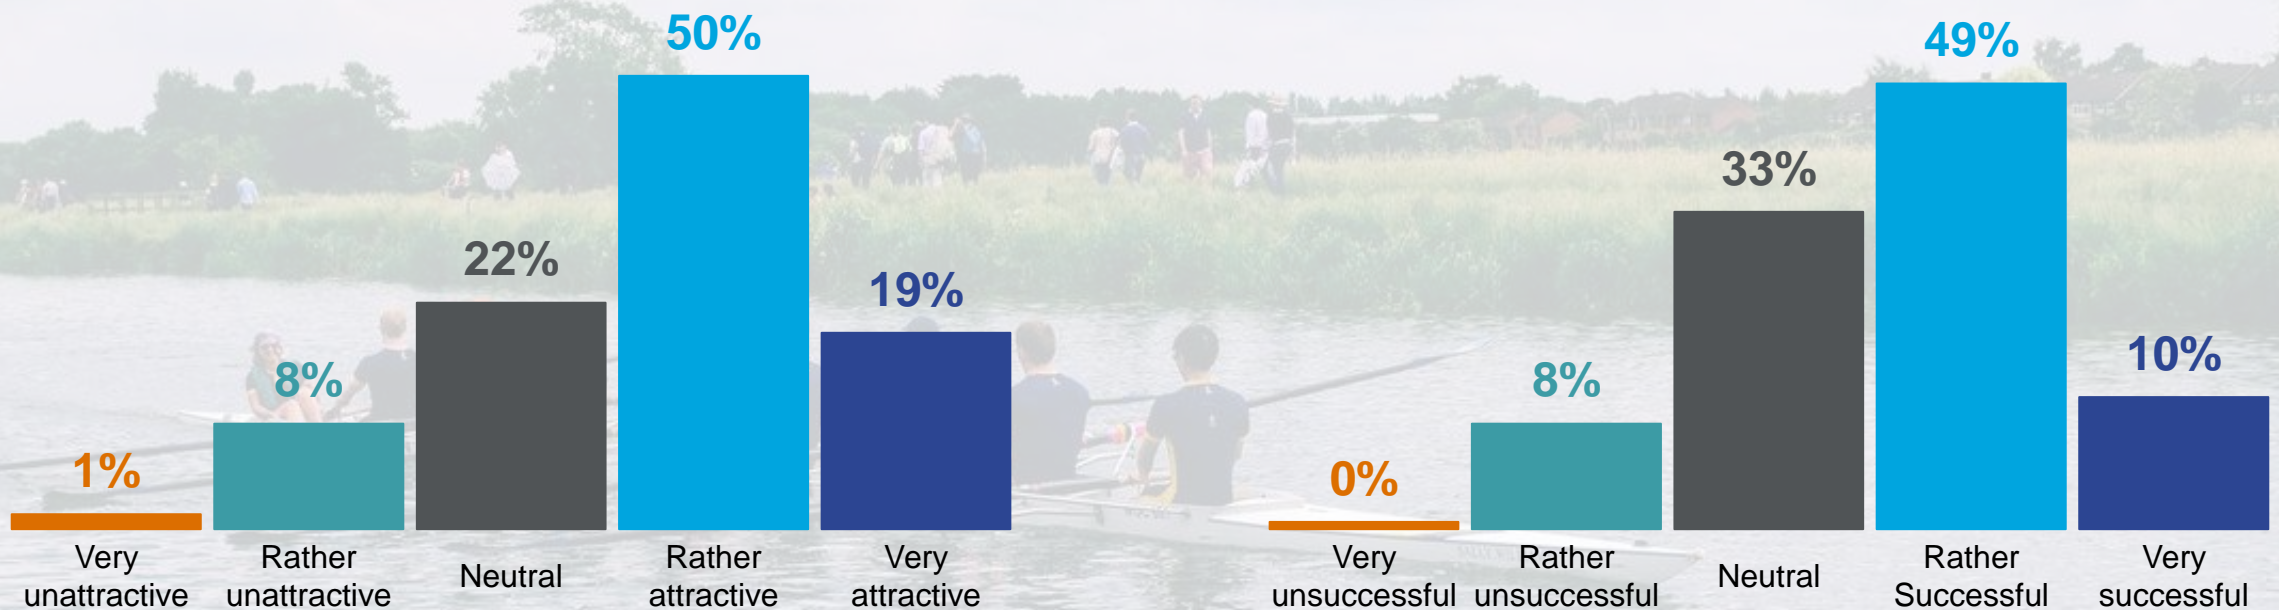 50%
49%
33%
22%
19%
10%
8%
8%
1%
0%
Very
unattractive
Rather
unattractive
Neutral
Rather
attractive
Very
attractive
Very
unsuccessful
Rather
unsuccessful
Neutral
Rather
Successful
Very
successful